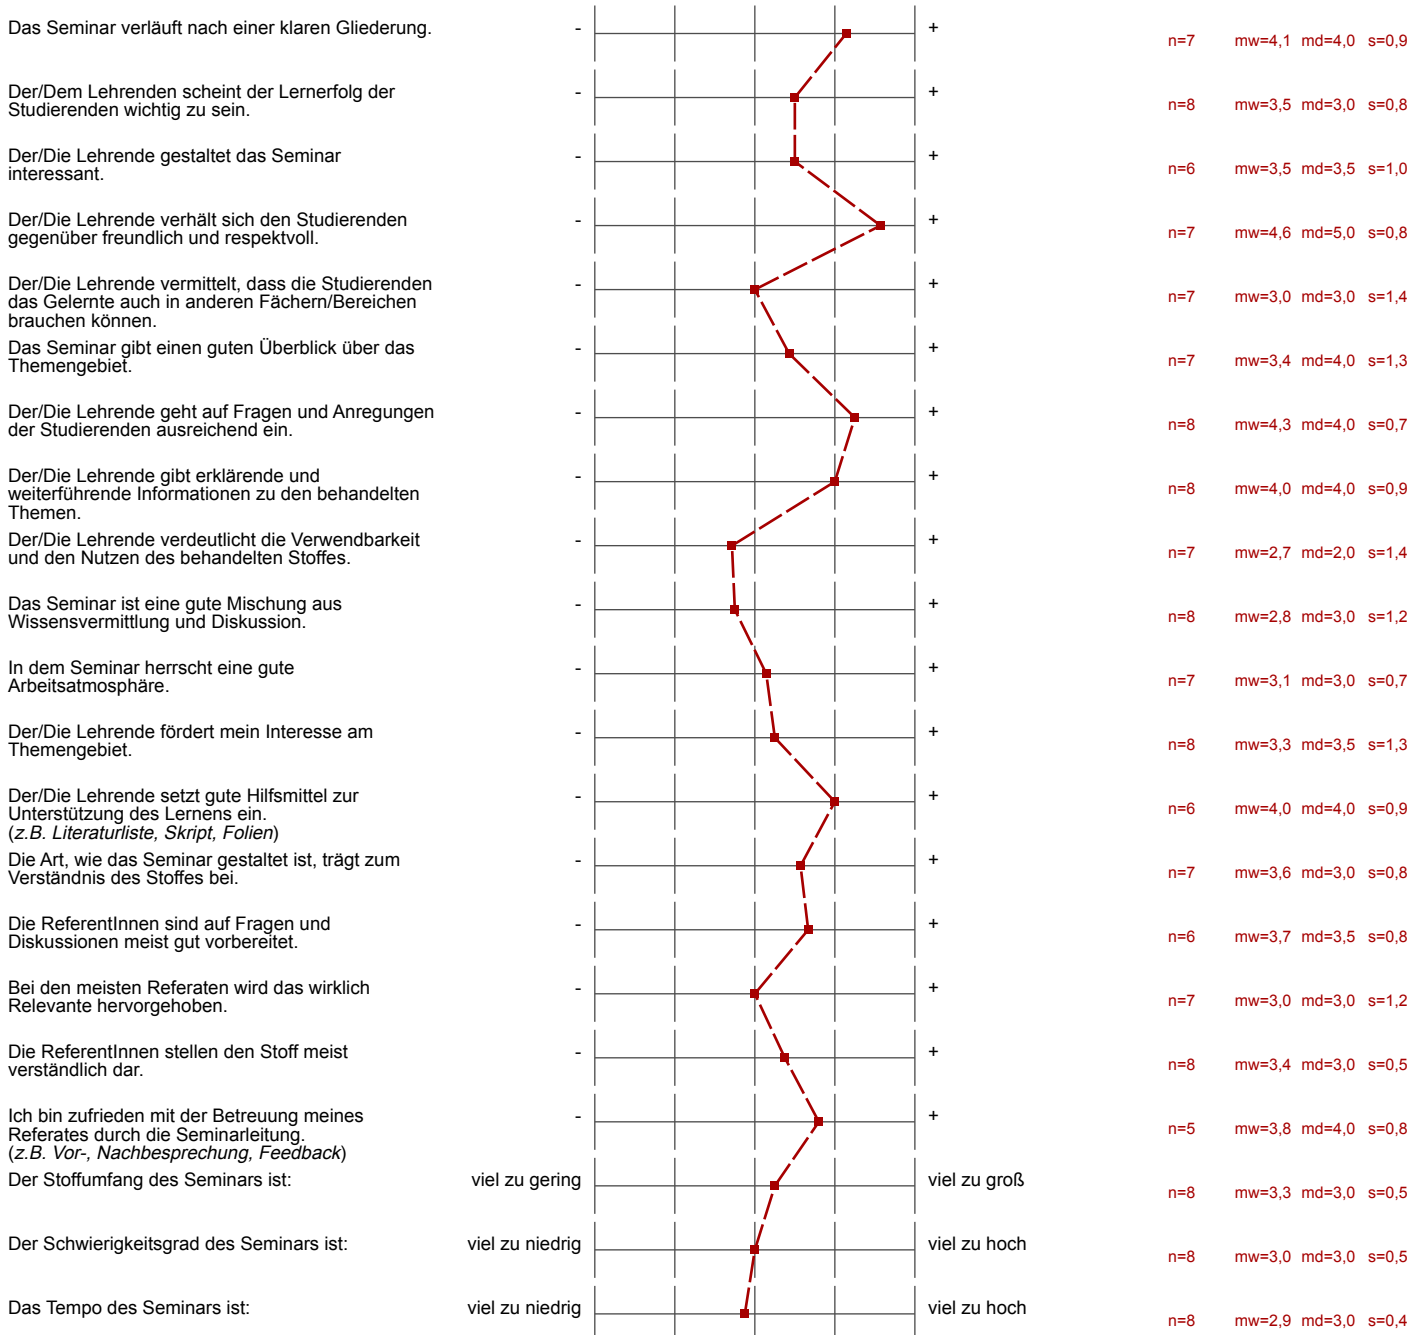 Das Seminar verläuft nach einer klaren Gliederung. - + n=7 mw=4,1 md=4,0 s=0,9
Der/Dem Lehrenden scheint der Lernerfolg der
Studierenden wichtig zu sein. - + n=8 mw=3,5 md=3,0 s=0,8
Der/Die Lehrende gestaltet das Seminar
interessant. - + n=6 mw=3,5 md=3,5 s=1,0
Der/Die Lehrende verhält sich den Studierenden
gegenüber freundlich und respektvoll. - + n=7 mw=4,6 md=5,0 s=0,8
Der/Die Lehrende vermittelt, dass die Studierenden
das Gelernte auch in anderen Fächern/Bereichen
brauchen können. - + n=7 mw=3,0 md=3,0 s=1,4
Das Seminar gibt einen guten Überblick über das
Themengebiet. - + n=7 mw=3,4 md=4,0 s=1,3
Der/Die Lehrende geht auf Fragen und Anregungen
der Studierenden ausreichend ein. - + n=8 mw=4,3 md=4,0 s=0,7
Der/Die Lehrende gibt erklärende und
weiterführende Informationen zu den behandelten
Themen. - + n=8 mw=4,0 md=4,0 s=0,9
Der/Die Lehrende verdeutlicht die Verwendbarkeit
und den Nutzen des behandelten Stoffes. - + n=7 mw=2,7 md=2,0 s=1,4
Das Seminar ist eine gute Mischung aus
Wissensvermittlung und Diskussion. - + n=8 mw=2,8 md=3,0 s=1,2
In dem Seminar herrscht eine gute
Arbeitsatmosphäre. - + n=7 mw=3,1 md=3,0 s=0,7
Der/Die Lehrende fördert mein Interesse am
Themengebiet. - + n=8 mw=3,3 md=3,5 s=1,3
Der/Die Lehrende setzt gute Hilfsmittel zur
Unterstützung des Lernens ein.
(z.B. Literaturliste, Skript, Folien) - + n=6 mw=4,0 md=4,0 s=0,9
Die Art, wie das Seminar gestaltet ist, trägt zum
Verständnis des Stoffes bei. - + n=7 mw=3,6 md=3,0 s=0,8
Die ReferentInnen sind auf Fragen und
Diskussionen meist gut vorbereitet. - + n=6 mw=3,7 md=3,5 s=0,8
Bei den meisten Referaten wird das wirklich
Relevante hervorgehoben. - + n=7 mw=3,0 md=3,0 s=1,2
Die ReferentInnen stellen den Stoff meist
verständlich dar. - + n=8 mw=3,4 md=3,0 s=0,5
Ich bin zufrieden mit der Betreuung meines
Referates durch die Seminarleitung.
(z.B. Vor-, Nachbesprechung, Feedback) - + n=5 mw=3,8 md=4,0 s=0,8
Der Stoffumfang des Seminars ist: viel zu gering viel zu groß n=8 mw=3,3 md=3,0 s=0,5
Der Schwierigkeitsgrad des Seminars ist: viel zu niedrig viel zu hoch n=8 mw=3,0 md=3,0 s=0,5
Das Tempo des Seminars ist: viel zu niedrig viel zu hoch n=8 mw=2,9 md=3,0 s=0,4